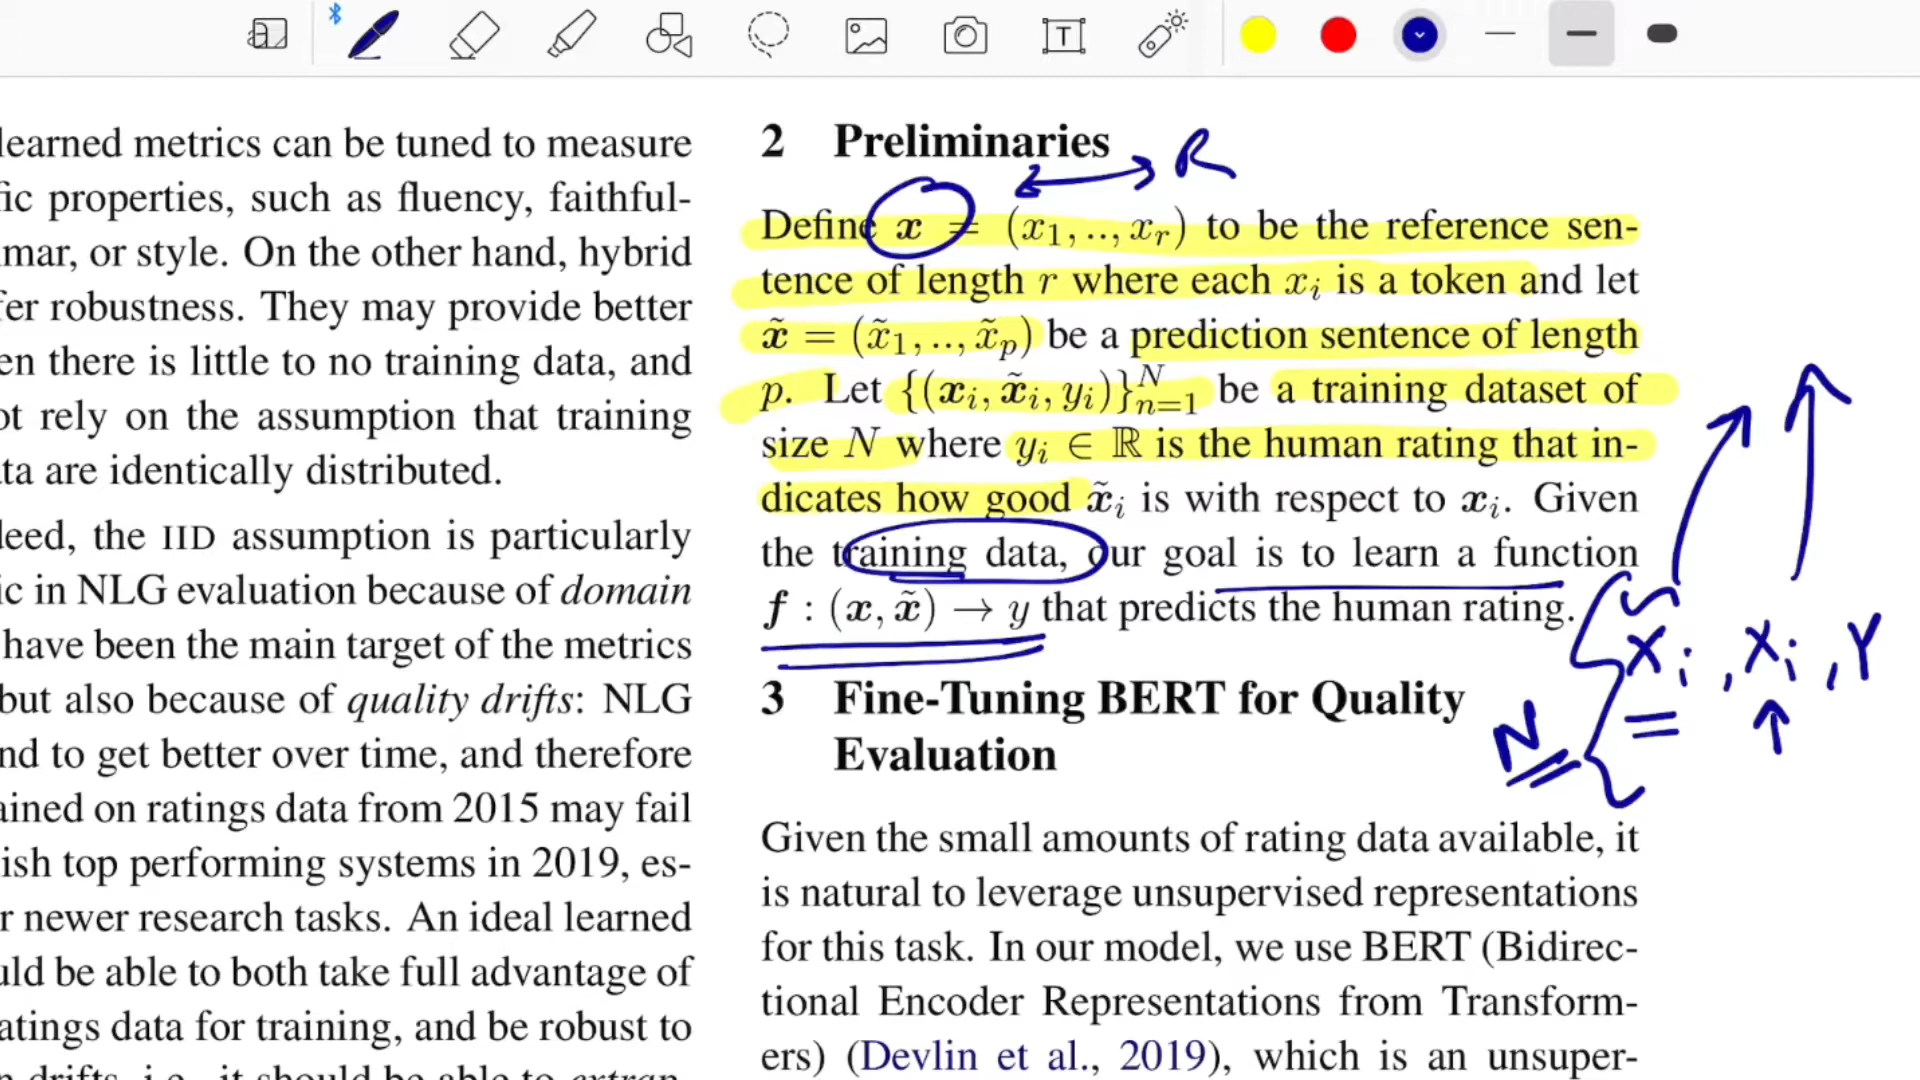 learned metrics can be tuned to measure
fic properties, such as fluency, faithful-
mar, or style. On the other hand, hybrid
fer robustness. They may provide better
en there is little to no training data, and
ot rely on the assumption that training
ta are identically distributed.
deed, the IID assumption is particularly
ic in NLG evaluation because of domain
have been the main target of the metrics
but also because of quality drifts: NLG
nd to get better over time, and therefore
ained on ratings data from 2015 may fail
ish top performing systems in 2019, es-
r newer research tasks. An ideal learned
uld be able to both take full advantage of
atings data for training, and be robust to
n drifts, i.e., it should be able to extrap-
2 Preliminaries
R
Define x = (x₁, .., xᵣ) to be the reference sen-
tence of length r where each xᵢ is a token and let
x̃ = (x̃₁, .., x̃ₚ) be a prediction sentence of length
p. Let {(xᵢ, x̃ᵢ, yᵢ)}ᴺₙ₌₁ be a training dataset of
size N where yᵢ ∈ ℝ is the human rating that in-
dicates how good x̃ᵢ is with respect to xᵢ. Given
the training data, our goal is to learn a function
f : (x, x̃) → y that predicts the human rating.
N { x̃ᵢ, xᵢ, Y
3 Fine-Tuning BERT for Quality
Evaluation
Given the small amounts of rating data available, it
is natural to leverage unsupervised representations
for this task. In our model, we use BERT (Bidirec-
tional Encoder Representations from Transform-
ers) (Devlin et al., 2019), which is an unsuper-